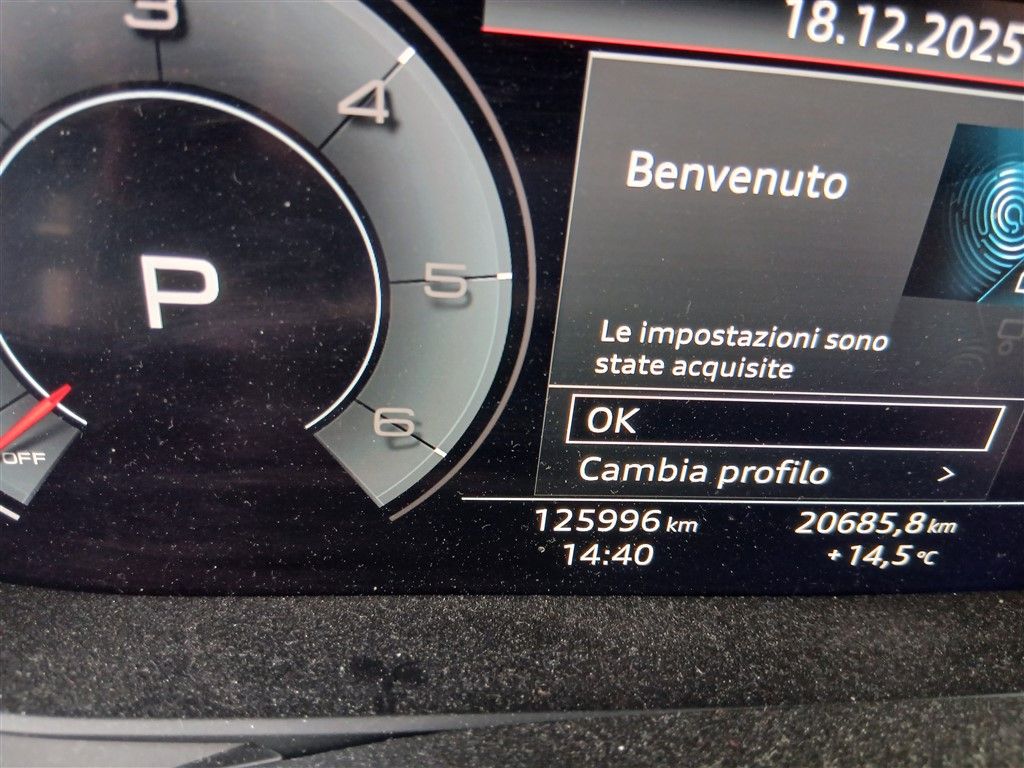 3
4
5
6
P
OFF
18.12.2025
Benvenuto
Le impostazioni sono
state acquisite
OK
Cambia profilo >
125996 km 20685,8 km
14:40 +14,5 °C